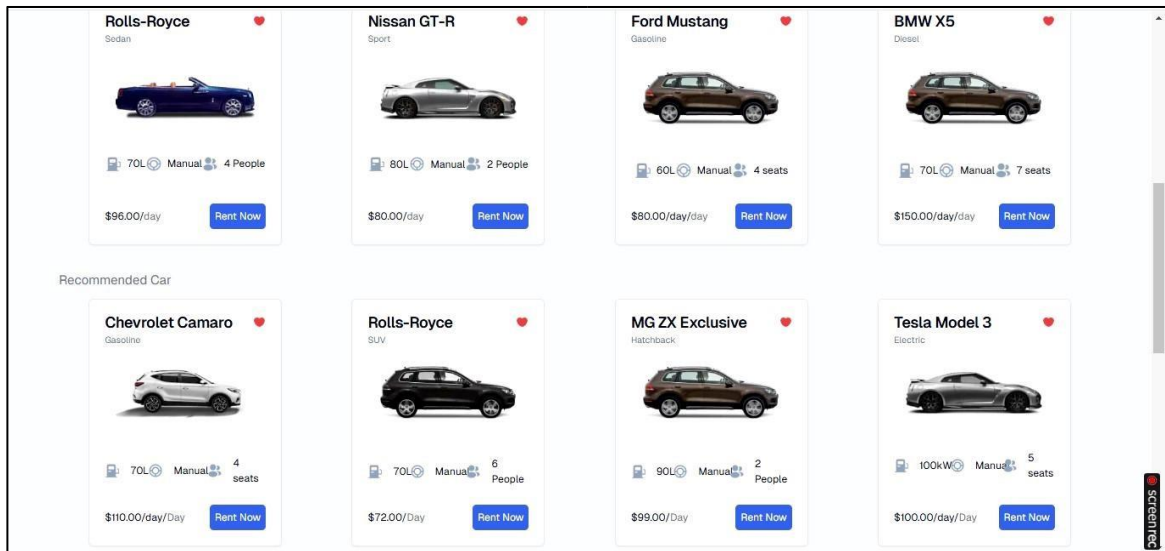 Rolls-Royce
Sedan
70L Manual 4 People
$96.00/day Rent Now
Nissan GT-R
Sport
80L Manual 2 People
$80.00/day Rent Now
Ford Mustang
Gasoline
60L Manual 4 seats
$80.00/day/day Rent Now
BMW X5
Diesel
70L Manual 7 seats
$150.00/day/day Rent Now
Recommended Car
Chevrolet Camaro
Gasoline
70L Manual 4
seats
$110.00/day/Day Rent Now
Rolls-Royce
SUV
70L Manual 6
People
$72.00/Day Rent Now
MG ZX Exclusive
Hatchback
90L Manual 2
People
$99.00/Day Rent Now
Tesla Model 3
Electric
100kW Manual 5
seats
$100.00/day/Day Rent Now
screenrec